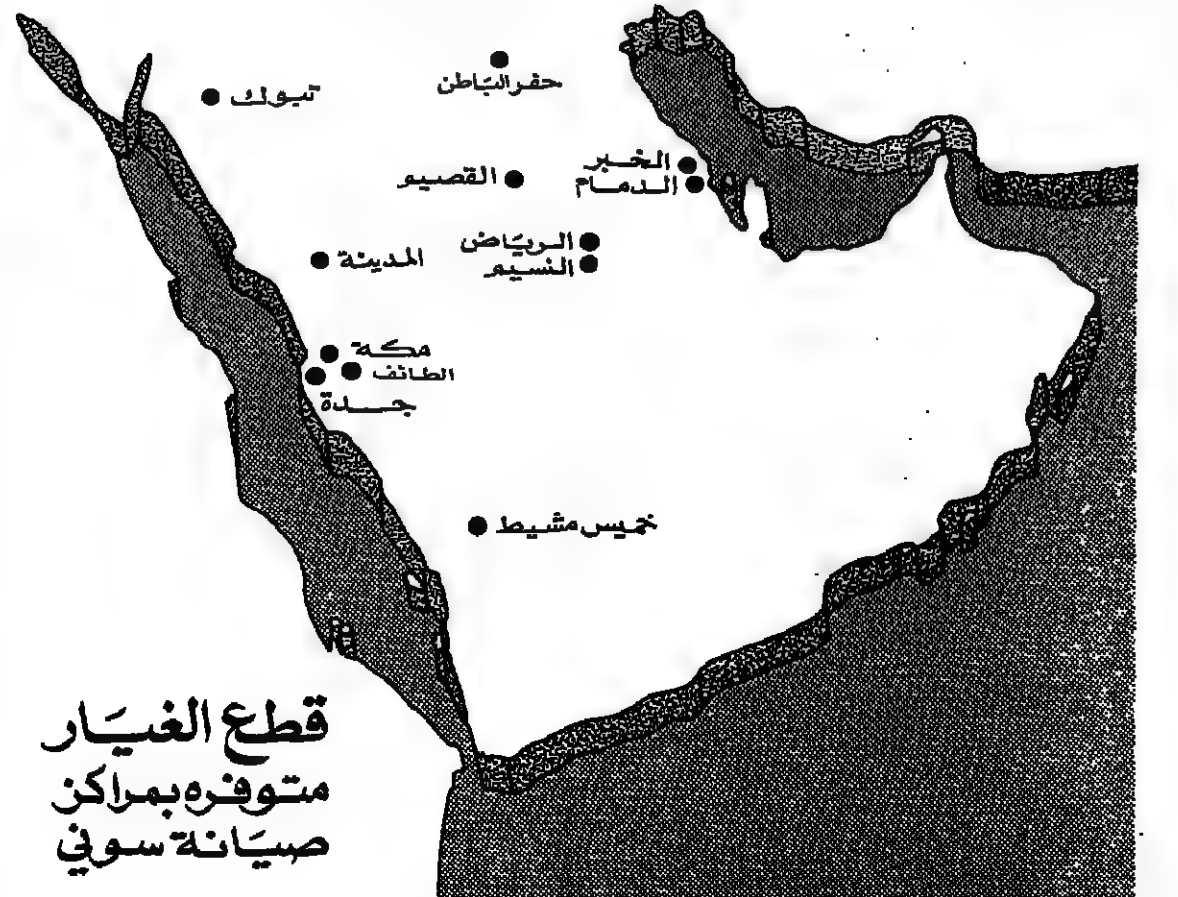 حفر الباطن
تبوك
الخبر
الدمام
القصيم
الرياض
النسيم
المدينة
مكة
الطائف
جدة
خميس مشيط
قطع الغيار
متوفره بمراكز
صيانة سوني